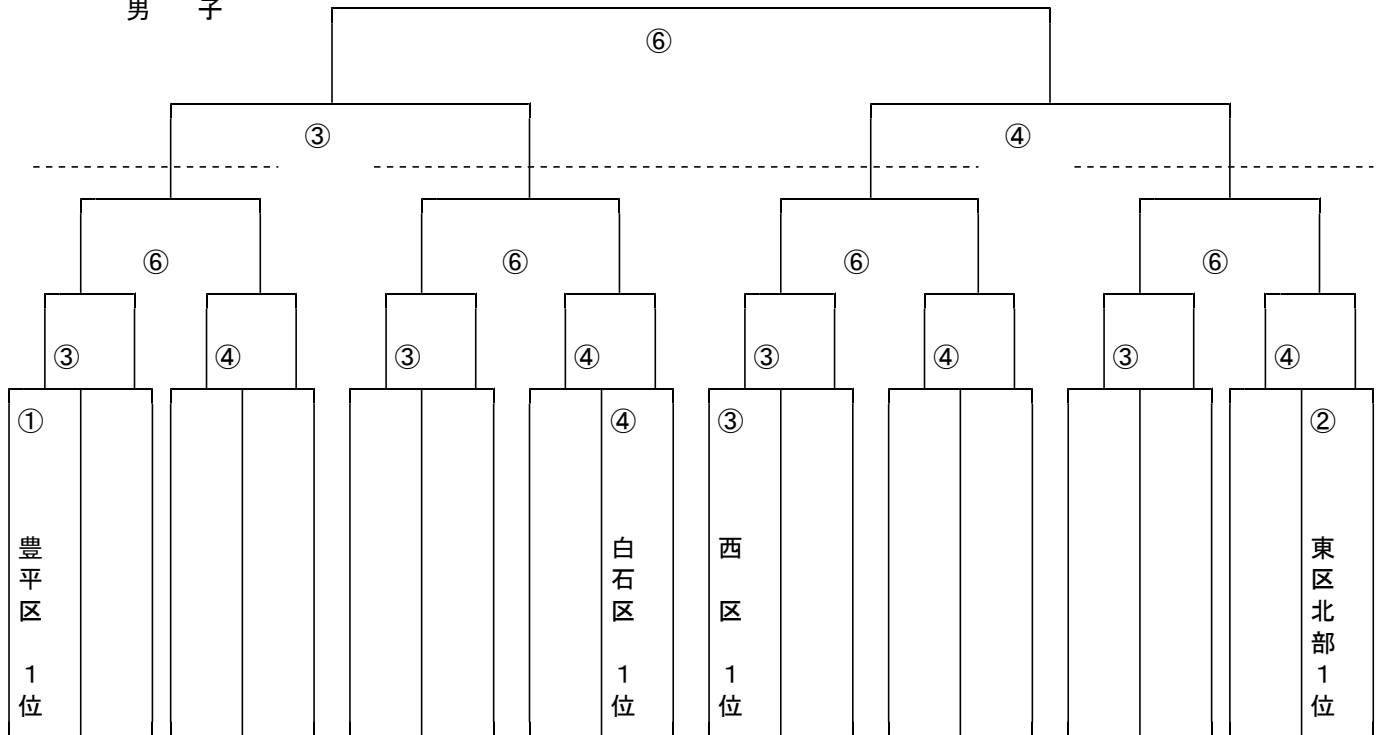 男　子
⑥
③　④
⑥　⑥　⑥　⑥
③　④　③　④　③　④　③　④
①　④　③　②
豊平区　１位
白石区　１位
西　区　１位
東区北部１位